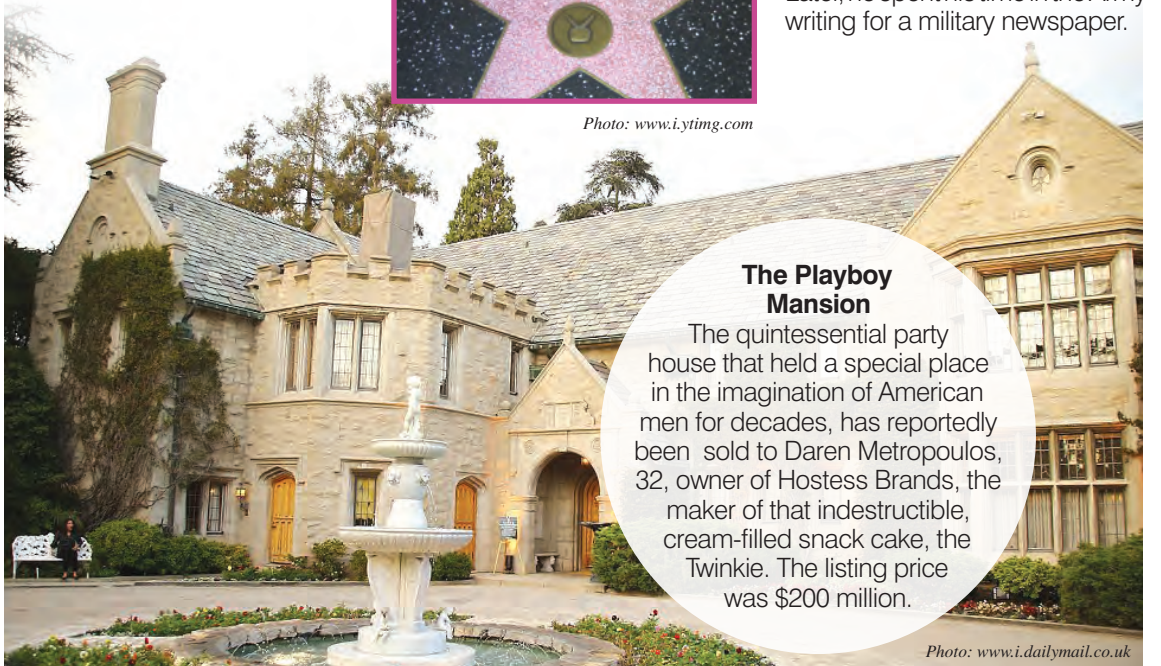 writing for a military newspaper.
Photo: www.i.ytimg.com
The Playboy
Mansion
The quintessential party
house that held a special place
in the imagination of American
men for decades, has reportedly
been sold to Daren Metropoulos,
32, owner of Hostess Brands, the
maker of that indestructible,
cream-filled snack cake, the
Twinkie. The listing price
was $200 million.
Photo: www.i.dailymail.co.uk